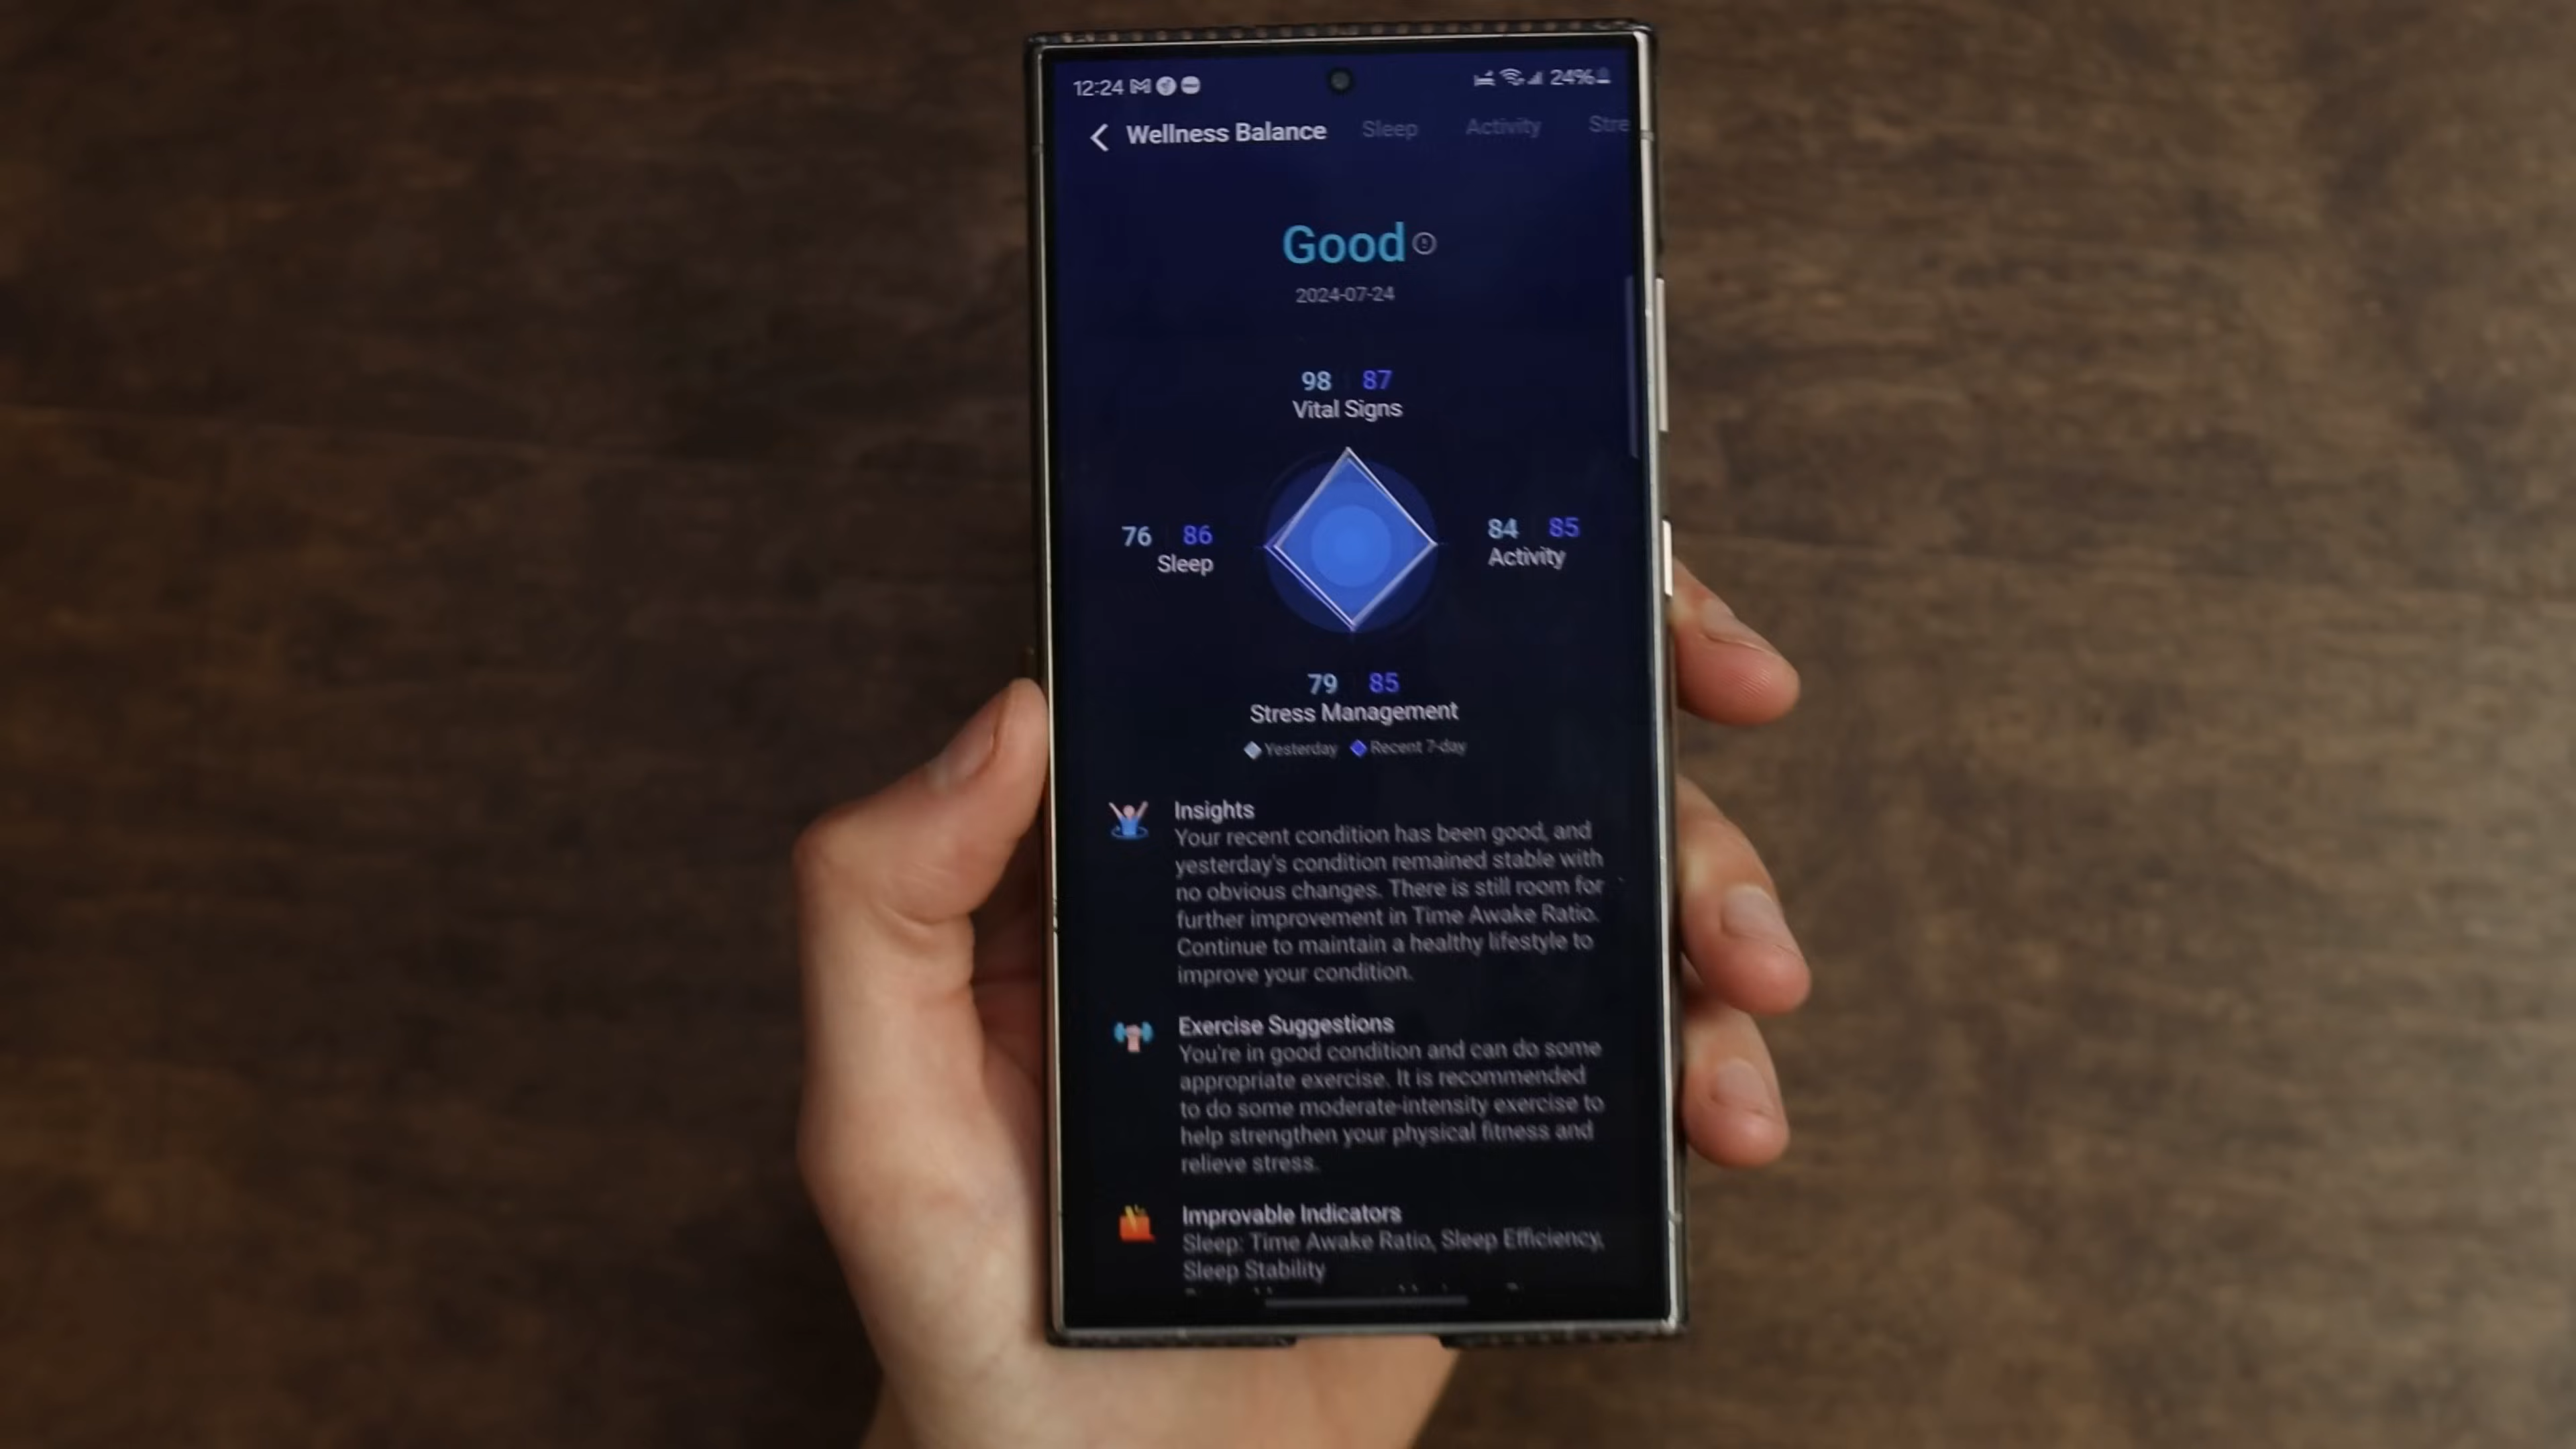 12:24 24%
Wellness Balance Sleep Activity Stre
Good
2024-07-24
98 87
Vital Signs
76 86
Sleep
84 85
Activity
79 85
Stress Management
Yesterday Recent 7-day
Insights
Your recent condition has been good, and
yesterday's condition remained stable with
no obvious changes. There is still room for
further improvement in Time Awake Ratio.
Continue to maintain a healthy lifestyle to
improve your condition.
Exercise Suggestions
You're in good condition and can do some
appropriate exercise. It is recommended
to do some moderate-intensity exercise to
help strengthen your physical fitness and
relieve stress.
Improvable Indicators
Sleep: Time Awake Ratio, Sleep Efficiency,
Sleep Stability